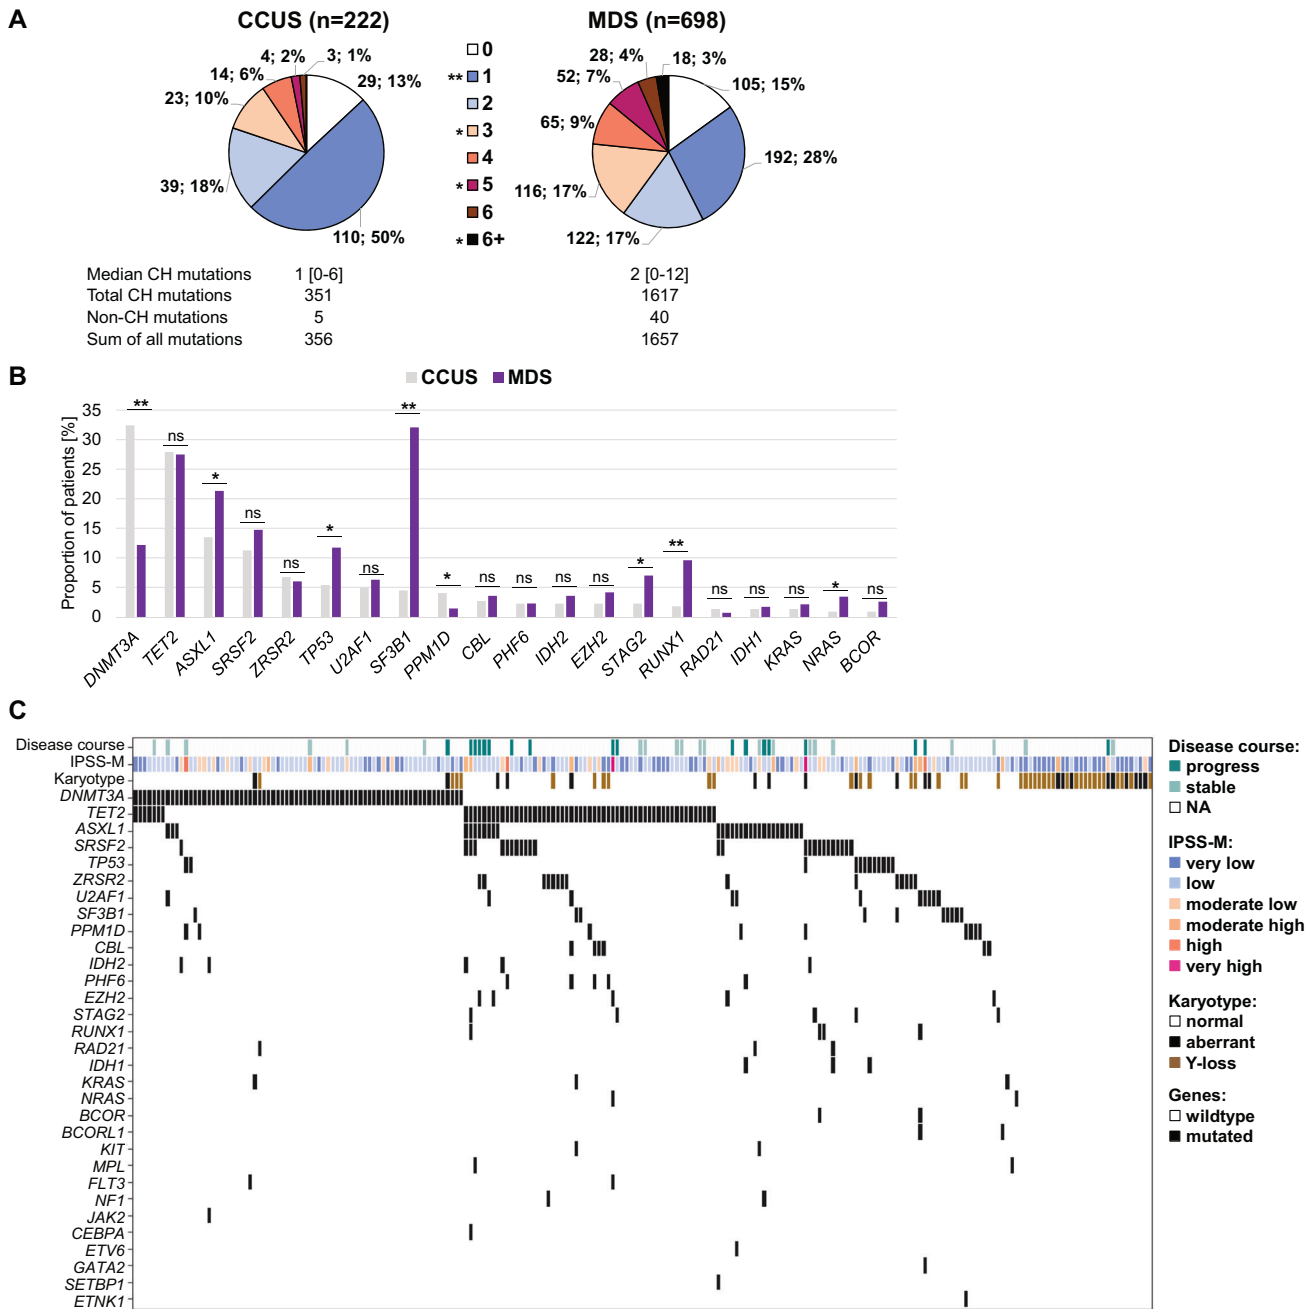 A
CCUS (n=222)
MDS (n=698)
3; 1%
4; 2%
14; 6%
23; 10%
39; 18%
110; 50%
29; 13%
0
** 1
2
* 3
4
* 5
6
* 6+
18; 3%
28; 4%
52; 7%
65; 9%
116; 17%
122; 17%
192; 28%
105; 15%
Median CH mutations 1 [0-6] 2 [0-12]
Total CH mutations 351 1617
Non-CH mutations 5 40
Sum of all mutations 356 1657
B
CCUS MDS
Proportion of patients [%]
35
30
25
20
15
10
5
0
** ns * ns ns * ns ** * ns ns ns ns * ** ns ns ns * ns
DNMT3A
TET2
ASXL1
SRSF2
ZRSR2
TP53
U2AF1
SF3B1
PPM1D
CBL
PHF6
IDH2
EZH2
STAG2
RUNX1
RAD21
IDH1
KRAS
NRAS
BCOR
C
Disease course
IPSS-M
Karyotype
DNMT3A
TET2
ASXL1
SRSF2
TP53
ZRSR2
U2AF1
SF3B1
PPM1D
CBL
IDH2
PHF6
EZH2
STAG2
RUNX1
RAD21
IDH1
KRAS
NRAS
BCOR
BCORL1
KIT
MPL
FLT3
NF1
JAK2
CEBPA
ETV6
GATA2
SETBP1
ETNK1
Disease course:
progress
stable
NA
IPSS-M:
very low
low
moderate low
moderate high
high
very high
Karyotype:
normal
aberrant
Y-loss
Genes:
wildtype
mutated